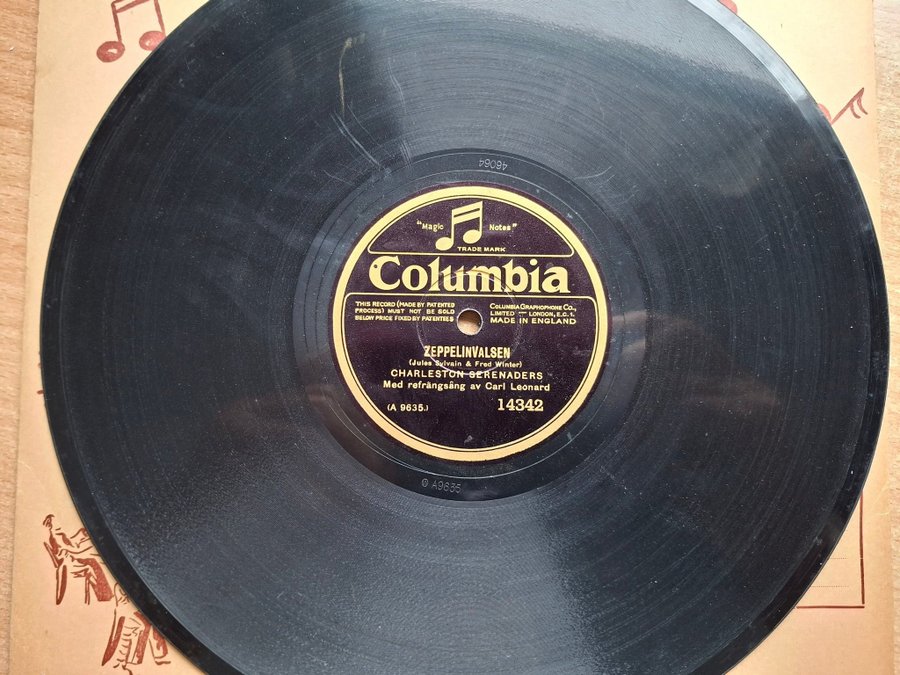 48064
"Magic Notes"
TRADE MARK
Columbia
THIS RECORD (MADE BY PATENTED
PROCESS) MUST NOT BE SOLD
BELOW PRICE FIXED BY PATENTEES
COLUMBIA GRAPHOPHONE CO.,
LIMITED — LONDON, E.C. 1.
MADE IN ENGLAND
ZEPPELINVALSEN
(Jules Sylvain & Fred Winter)
CHARLESTON SERENADERS
Med refrängsång av Carl Leonard
(A 9635.) 14342
© A9635